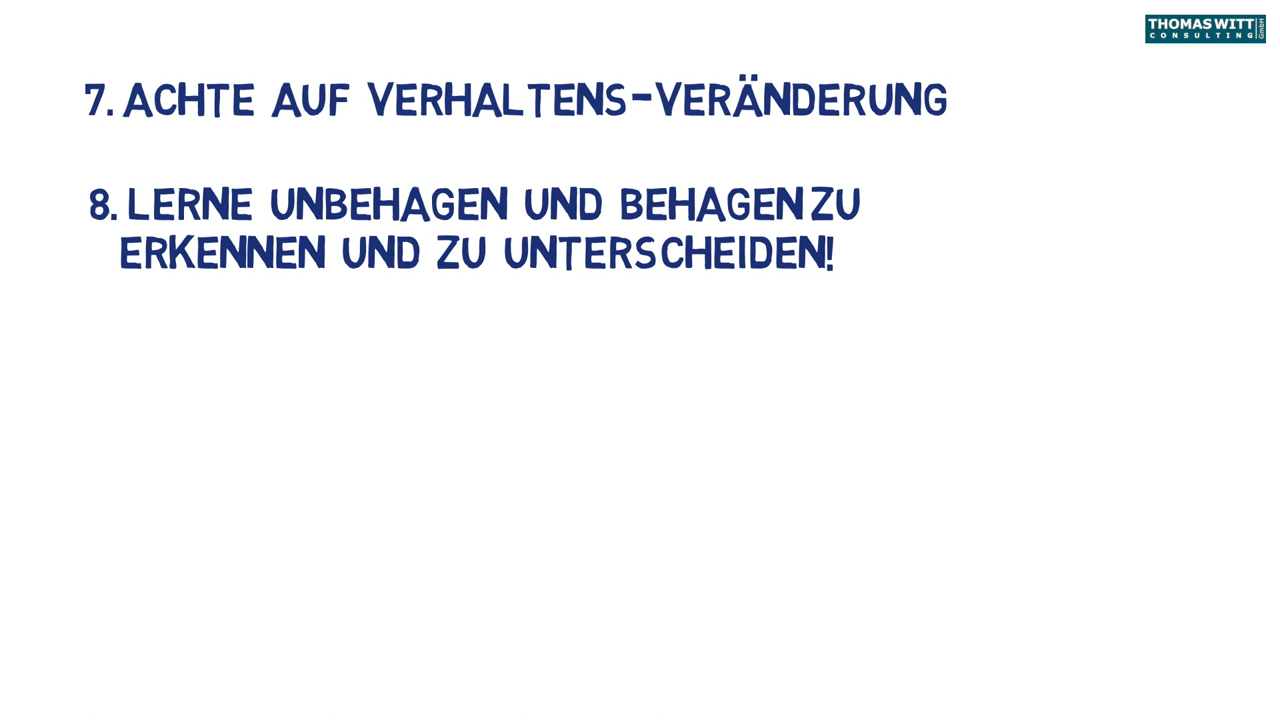 THOMAS WITT GmbH
CONSULTING
7. ACHTE AUF VERHALTENS-VERÄNDERUNG
8. LERNE UNBEHAGEN UND BEHAGEN ZU
ERKENNEN UND ZU UNTERSCHEIDEN!